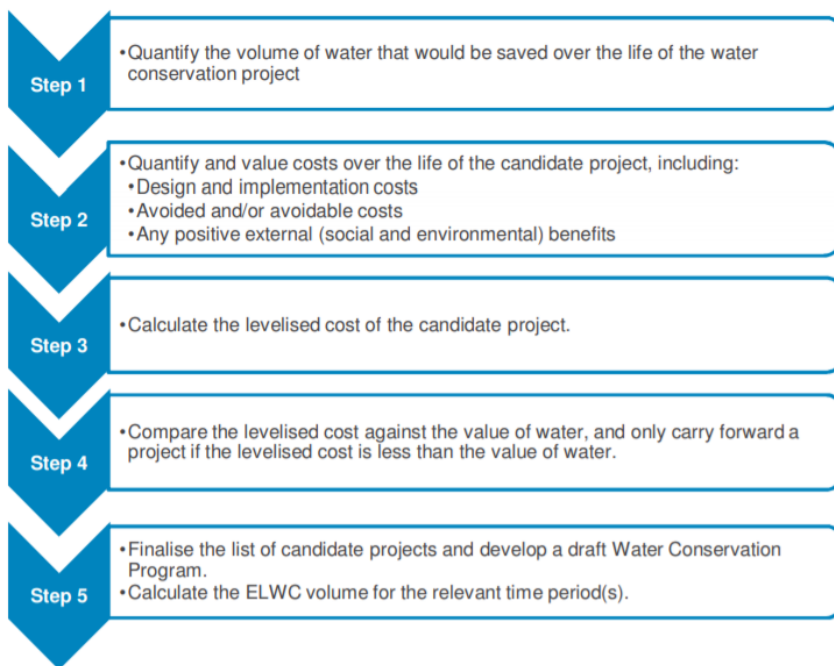 Step 1
•Quantify the volume of water that would be saved over the life of the water
conservation project
Step 2
•Quantify and value costs over the life of the candidate project, including:
•Design and implementation costs
•Avoided and/or avoidable costs
•Any positive external (social and environmental) benefits
Step 3
•Calculate the levelised cost of the candidate project.
Step 4
•Compare the levelised cost against the value of water, and only carry forward a
project if the levelised cost is less than the value of water.
Step 5
•Finalise the list of candidate projects and develop a draft Water Conservation
Program.
•Calculate the ELWC volume for the relevant time period(s).